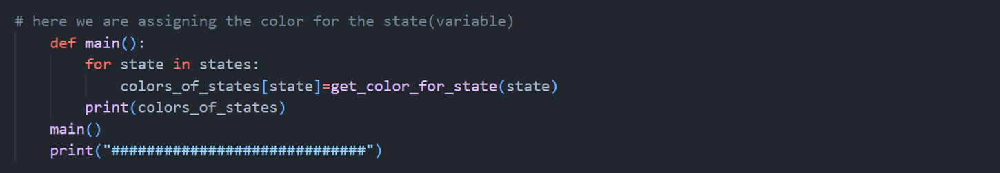 # here we are assigning the color for the state(variable)
    def main():
        for state in states:
            colors_of_states[state]=get_color_for_state(state)
        print(colors_of_states)
    main()
    print("#############################")